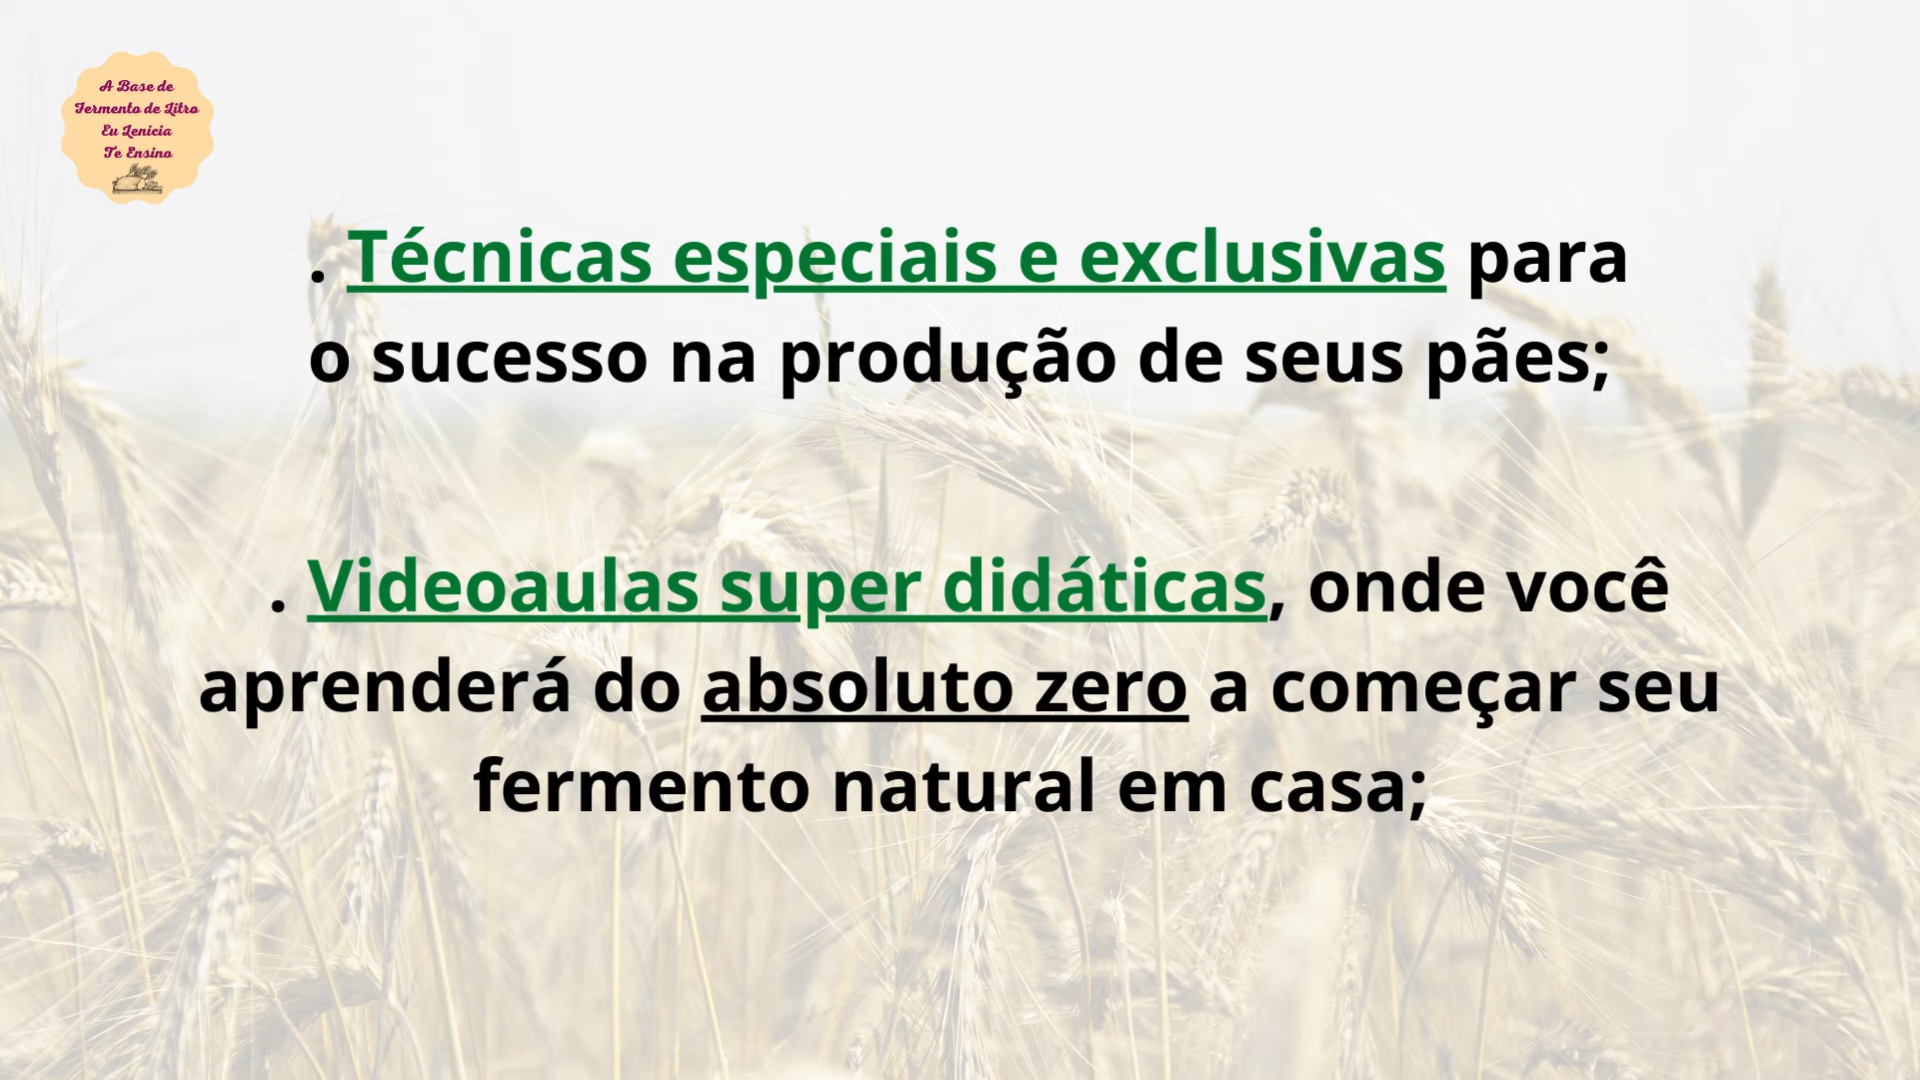 A Base de
Fermento de Litro
Eu Lenicia
Te Ensino
. Técnicas especiais e exclusivas para
o sucesso na produção de seus pães;
. Videoaulas super didáticas, onde você
aprenderá do absoluto zero a começar seu
fermento natural em casa;